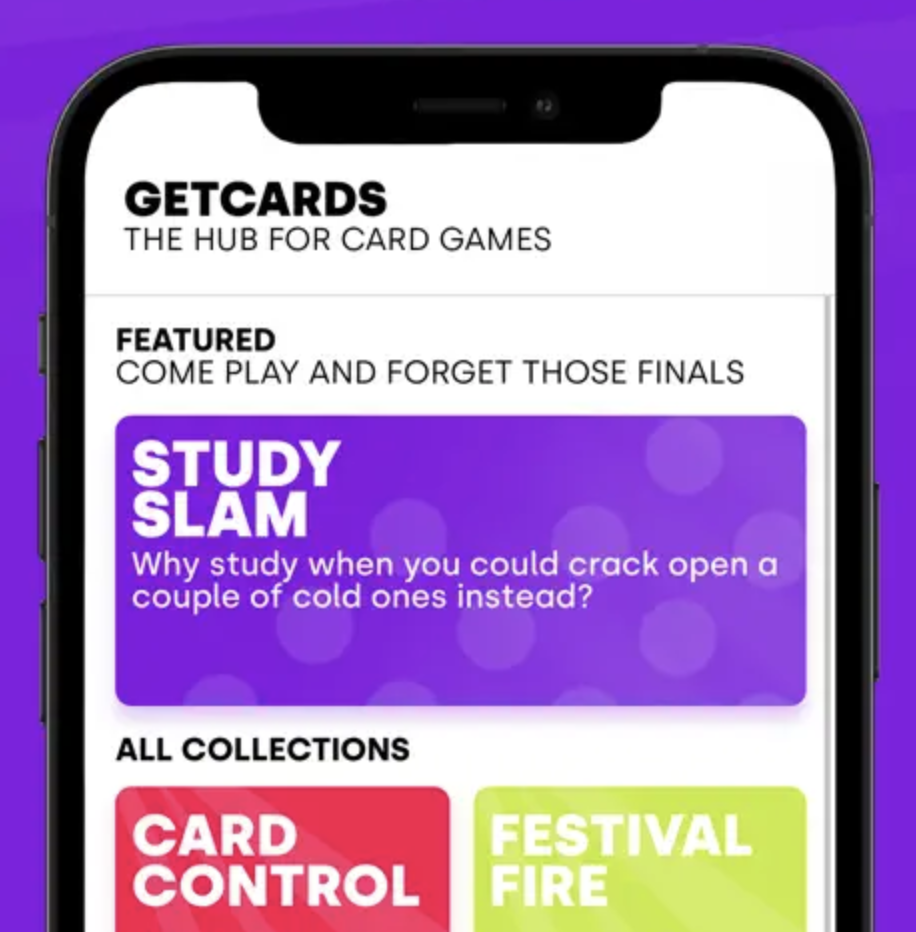 GETCARDS
THE HUB FOR CARD GAMES
FEATURED
COME PLAY AND FORGET THOSE FINALS
STUDY
SLAM
Why study when you could crack open a
couple of cold ones instead?
ALL COLLECTIONS
CARD
CONTROL
FESTIVAL
FIRE